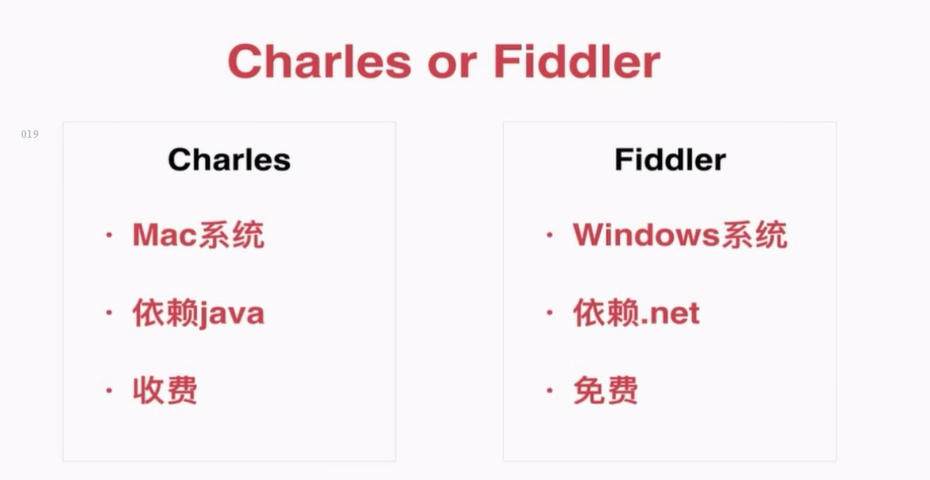 Charles or Fiddler
019
Charles
· Mac系统
· 依赖java
· 收费
Fiddler
· Windows系统
· 依赖.net
· 免费